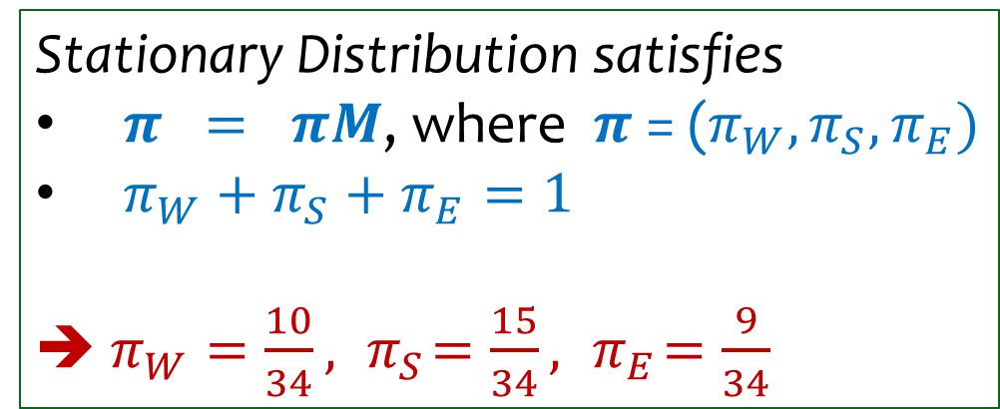 Stationary Distribution satisfies
• π = πM, where π = (π_W, π_S, π_E)
• π_W + π_S + π_E = 1
➔ π_W = 10/34, π_S = 15/34, π_E = 9/34